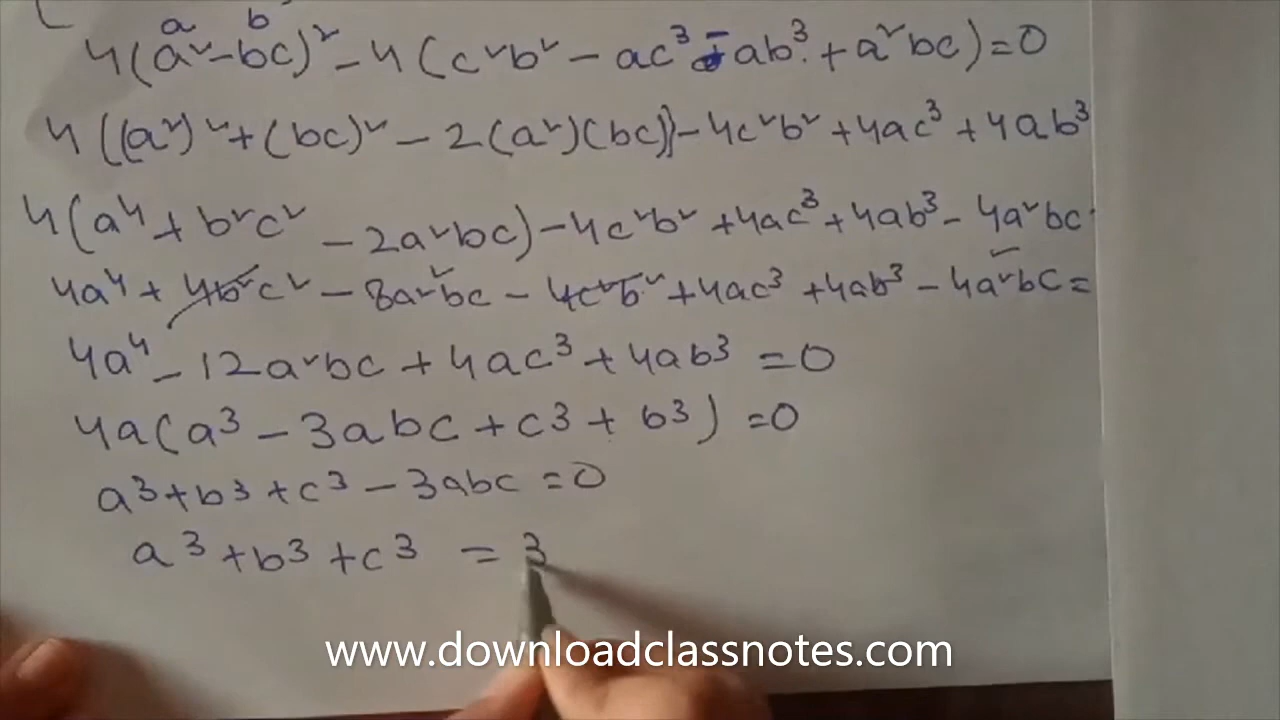 a b
4(a²-bc)² - 4(c²b² - ac³ - ab³ + a²bc) = 0
4((a²)² + (bc)² - 2(a²)(bc)) - 4c²b² + 4ac³ + 4ab³
4(a⁴ + b²c² - 2a²bc) - 4c²b² + 4ac³ + 4ab³ - 4a²bc
4a⁴ + 4b²c² - 8a²bc - 4c²b² + 4ac³ + 4ab³ - 4a²bc =
4a⁴ - 12a²bc + 4ac³ + 4ab³ = 0
4a(a³ - 3abc + c³ + b³) = 0
a³ + b³ + c³ - 3abc = 0
a³ + b³ + c³ = 3
www.downloadclassnotes.com